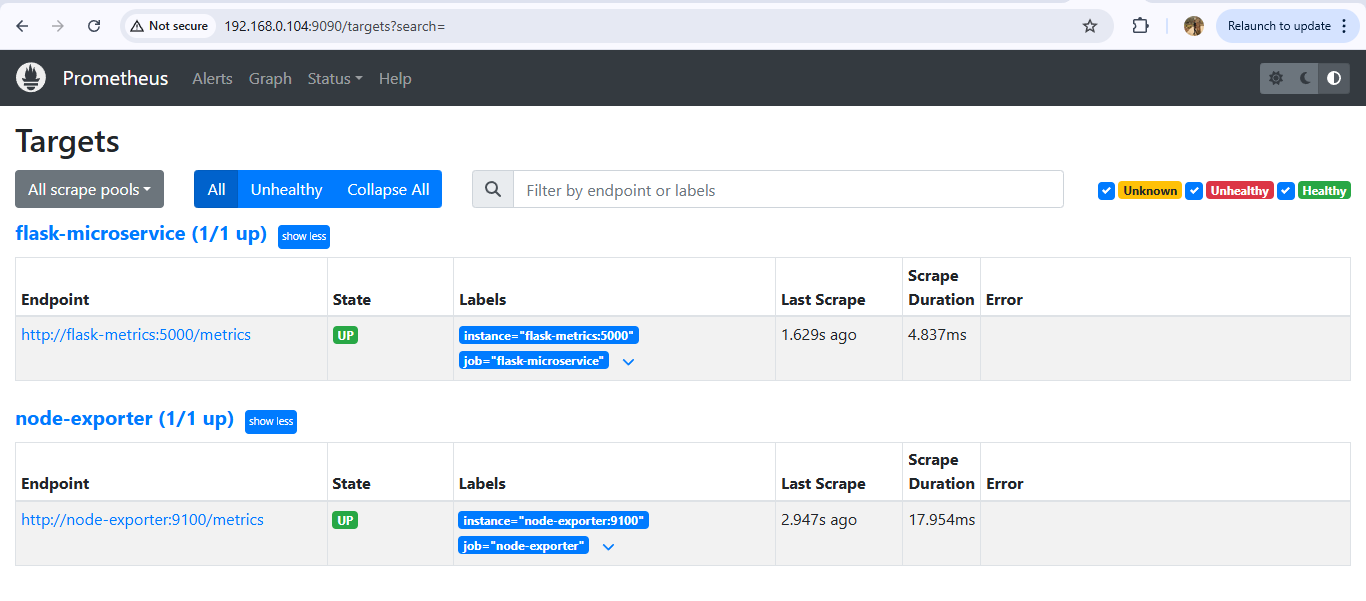 Not secure 192.168.0.104:9090/targets?search= Relaunch to update
Prometheus Alerts Graph Status Help
Targets
All scrape pools All Unhealthy Collapse All Filter by endpoint or labels Unknown Unhealthy Healthy
flask-microservice (1/1 up) show less
Endpoint State Labels Last Scrape Scrape Duration Error
http://flask-metrics:5000/metrics UP instance="flask-metrics:5000" 1.629s ago 4.837ms
job="flask-microservice"
node-exporter (1/1 up) show less
Endpoint State Labels Last Scrape Scrape Duration Error
http://node-exporter:9100/metrics UP instance="node-exporter:9100" 2.947s ago 17.954ms
job="node-exporter"